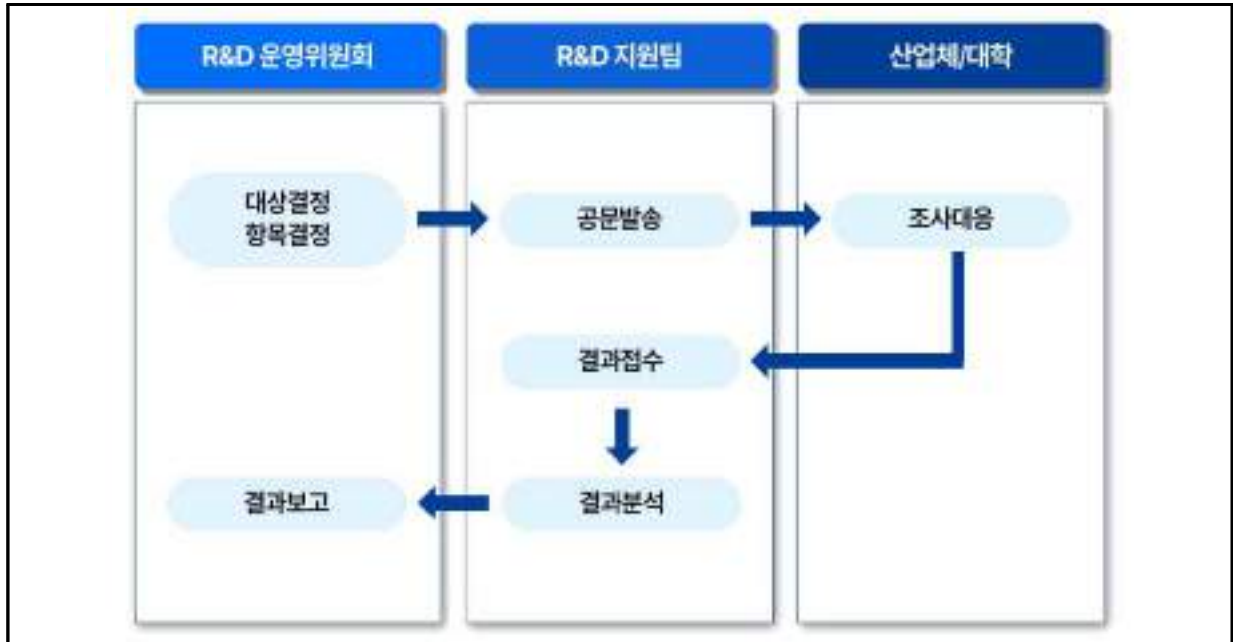 R&D 운영위원회
R&D 지원팀
산업체/대학
대상결정
항목결정
공문발송
조사대응
결과접수
결과보고
결과분석